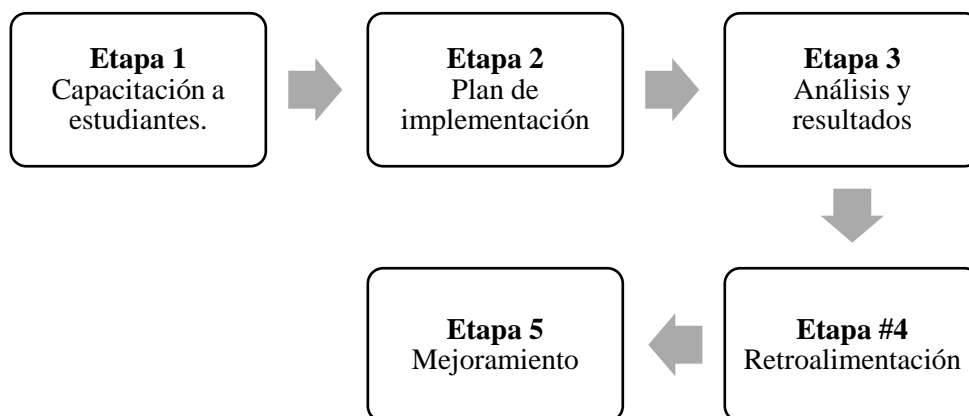 Etapa 1
Capacitación a
estudiantes.
Etapa 2
Plan de
implementación
Etapa 3
Análisis y
resultados
Etapa #4
Retroalimentación
Etapa 5
Mejoramiento